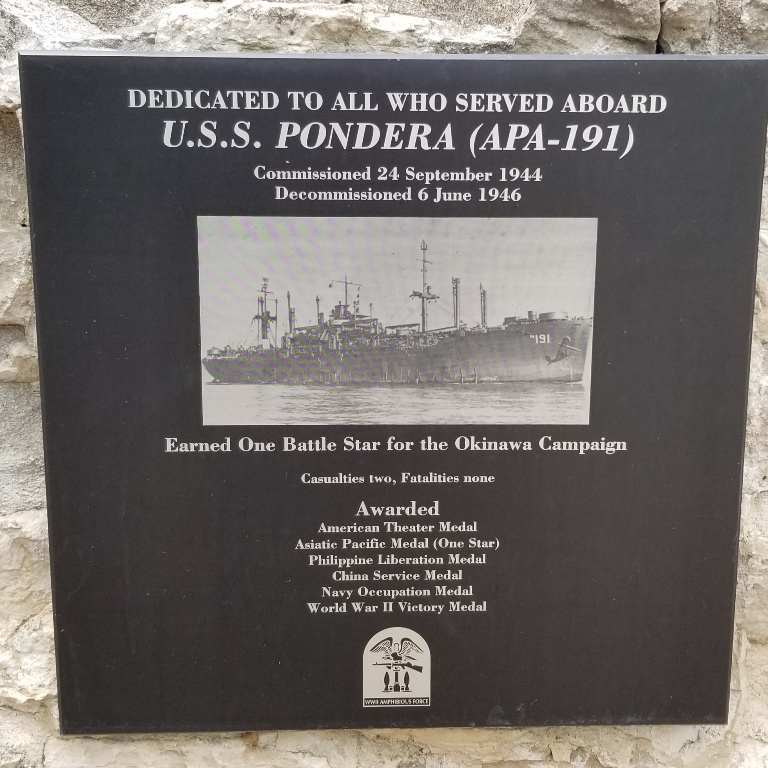 DEDICATED TO ALL WHO SERVED ABOARD
U.S.S. PONDERA (APA-191)
Commissioned 24 September 1944
Decommissioned 6 June 1946
191
Earned One Battle Star for the Okinawa Campaign
Casualties two, Fatalities none
Awarded
American Theater Medal
Asiatic Pacific Medal (One Star)
Philippine Liberation Medal
China Service Medal
Navy Occupation Medal
World War II Victory Medal
WWII AMPHIBIOUS FORCE